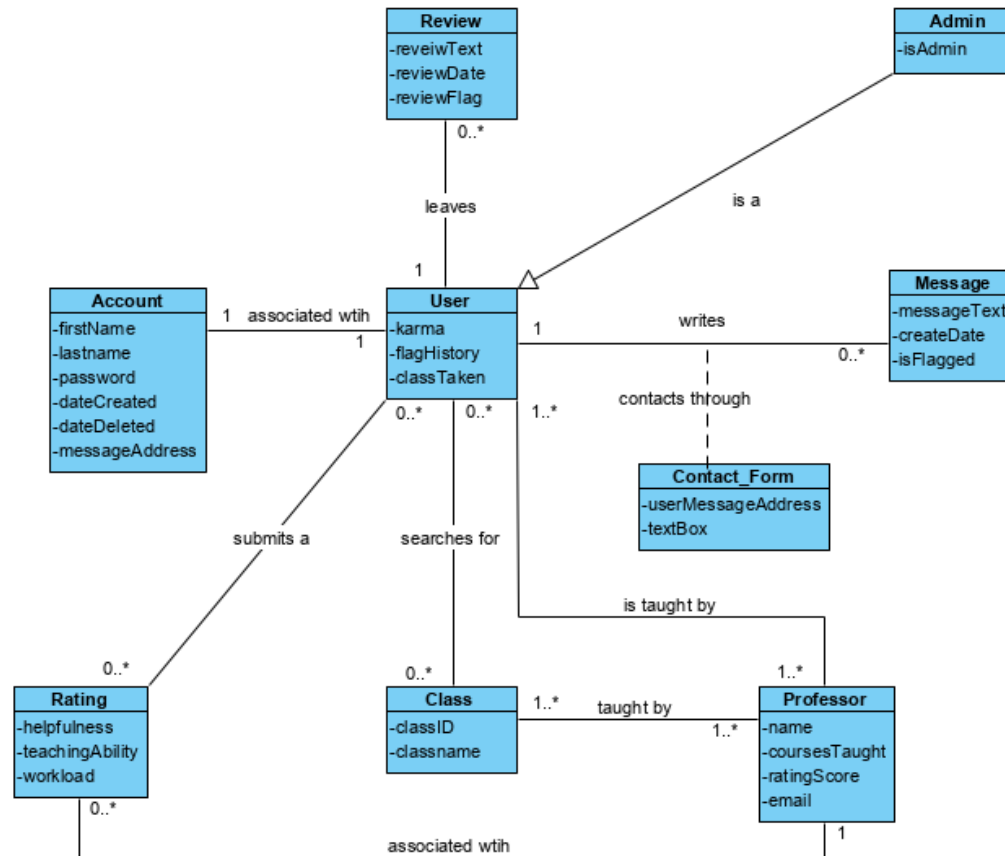 Review
-reveiwText
-reviewDate
-reviewFlag
0..*
Admin
-isAdmin
leaves
is a
1
Account
-firstName
-lastname
-password
-dateCreated
-dateDeleted
-messageAddress
1 associated wtih
1
User
-karma
-flagHistory
-classTaken
1
writes
0..*
Message
-messageText
-createDate
-isFlagged
0..*
0..*
1..*
contacts through
Contact_Form
-userMessageAddress
-textBox
submits a
searches for
is taught by
0..*
0..*
1..*
Rating
-helpfulness
-teachingAbility
-workload
0..*
Class
-classID
-classname
1..*
taught by
1..*
Professor
-name
-coursesTaught
-ratingScore
-email
1
associated wtih